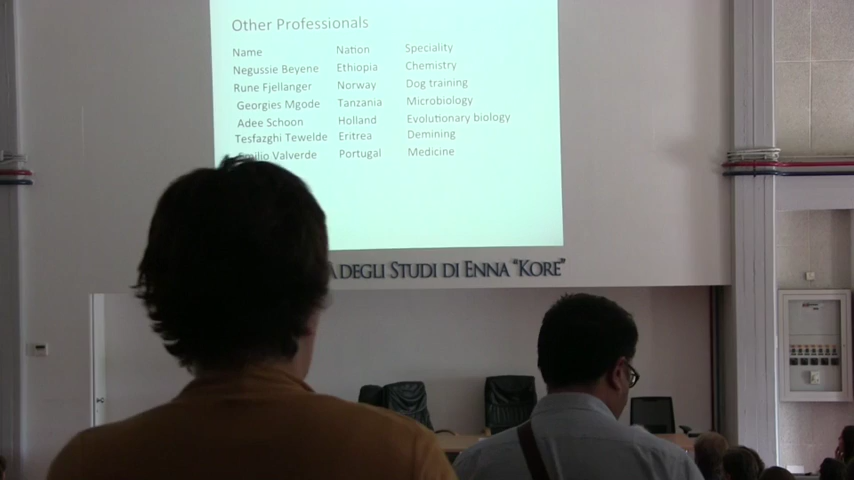 Other Professionals
Name Nation Speciality
Negussie Beyene Ethiopia Chemistry
Rune Fjellanger Norway Dog training
Georgies Mgode Tanzania Microbiology
Adee Schoon Holland Evolutionary biology
Tesfazghi Tewelde Eritrea Demining
Emilio Valverde Portugal Medicine
DEGLI STUDI DI ENNA "KORE"